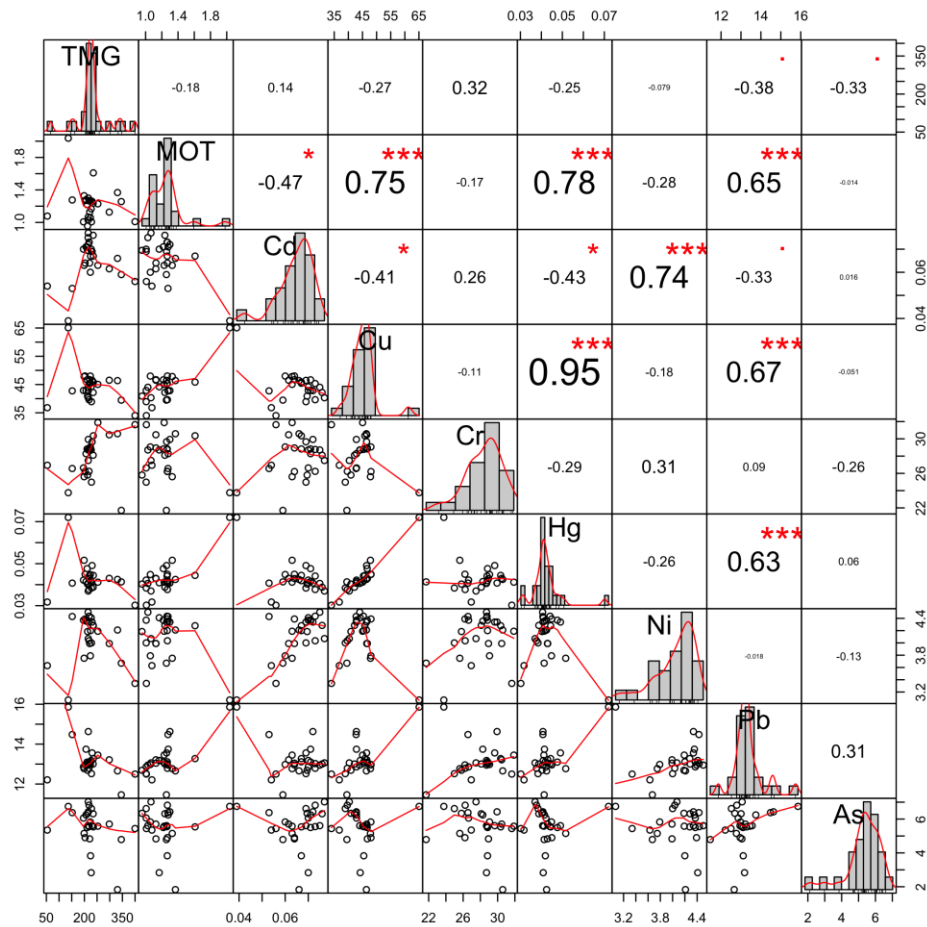 1.0 1.4 1.8 35 45 55 65 0.03 0.05 0.07 12 13 14 15 16
TMG -0.18 0.14 -0.27 0.32 -0.25 -0.079 -0.38 . -0.33 . 50 200 350
1.0 1.4 1.8 MOT -0.47 * 0.75 *** -0.17 0.78 *** -0.28 0.65 *** -0.014
Cd -0.41 * 0.26 -0.43 * 0.74 *** -0.33 . 0.016 0.04 0.06
35 45 55 65 Cu -0.11 0.95 *** -0.18 0.67 *** -0.051
Cr -0.29 0.31 0.09 -0.26 22 26 30
0.03 0.05 0.07 Hg -0.26 0.63 *** 0.06
Ni -0.018 -0.13 3.2 3.8 4.4
12 14 16 Pb 0.31
As 2 4 6
50 200 350 0.04 0.06 22 26 30 3.2 3.8 4.4 2 4 6